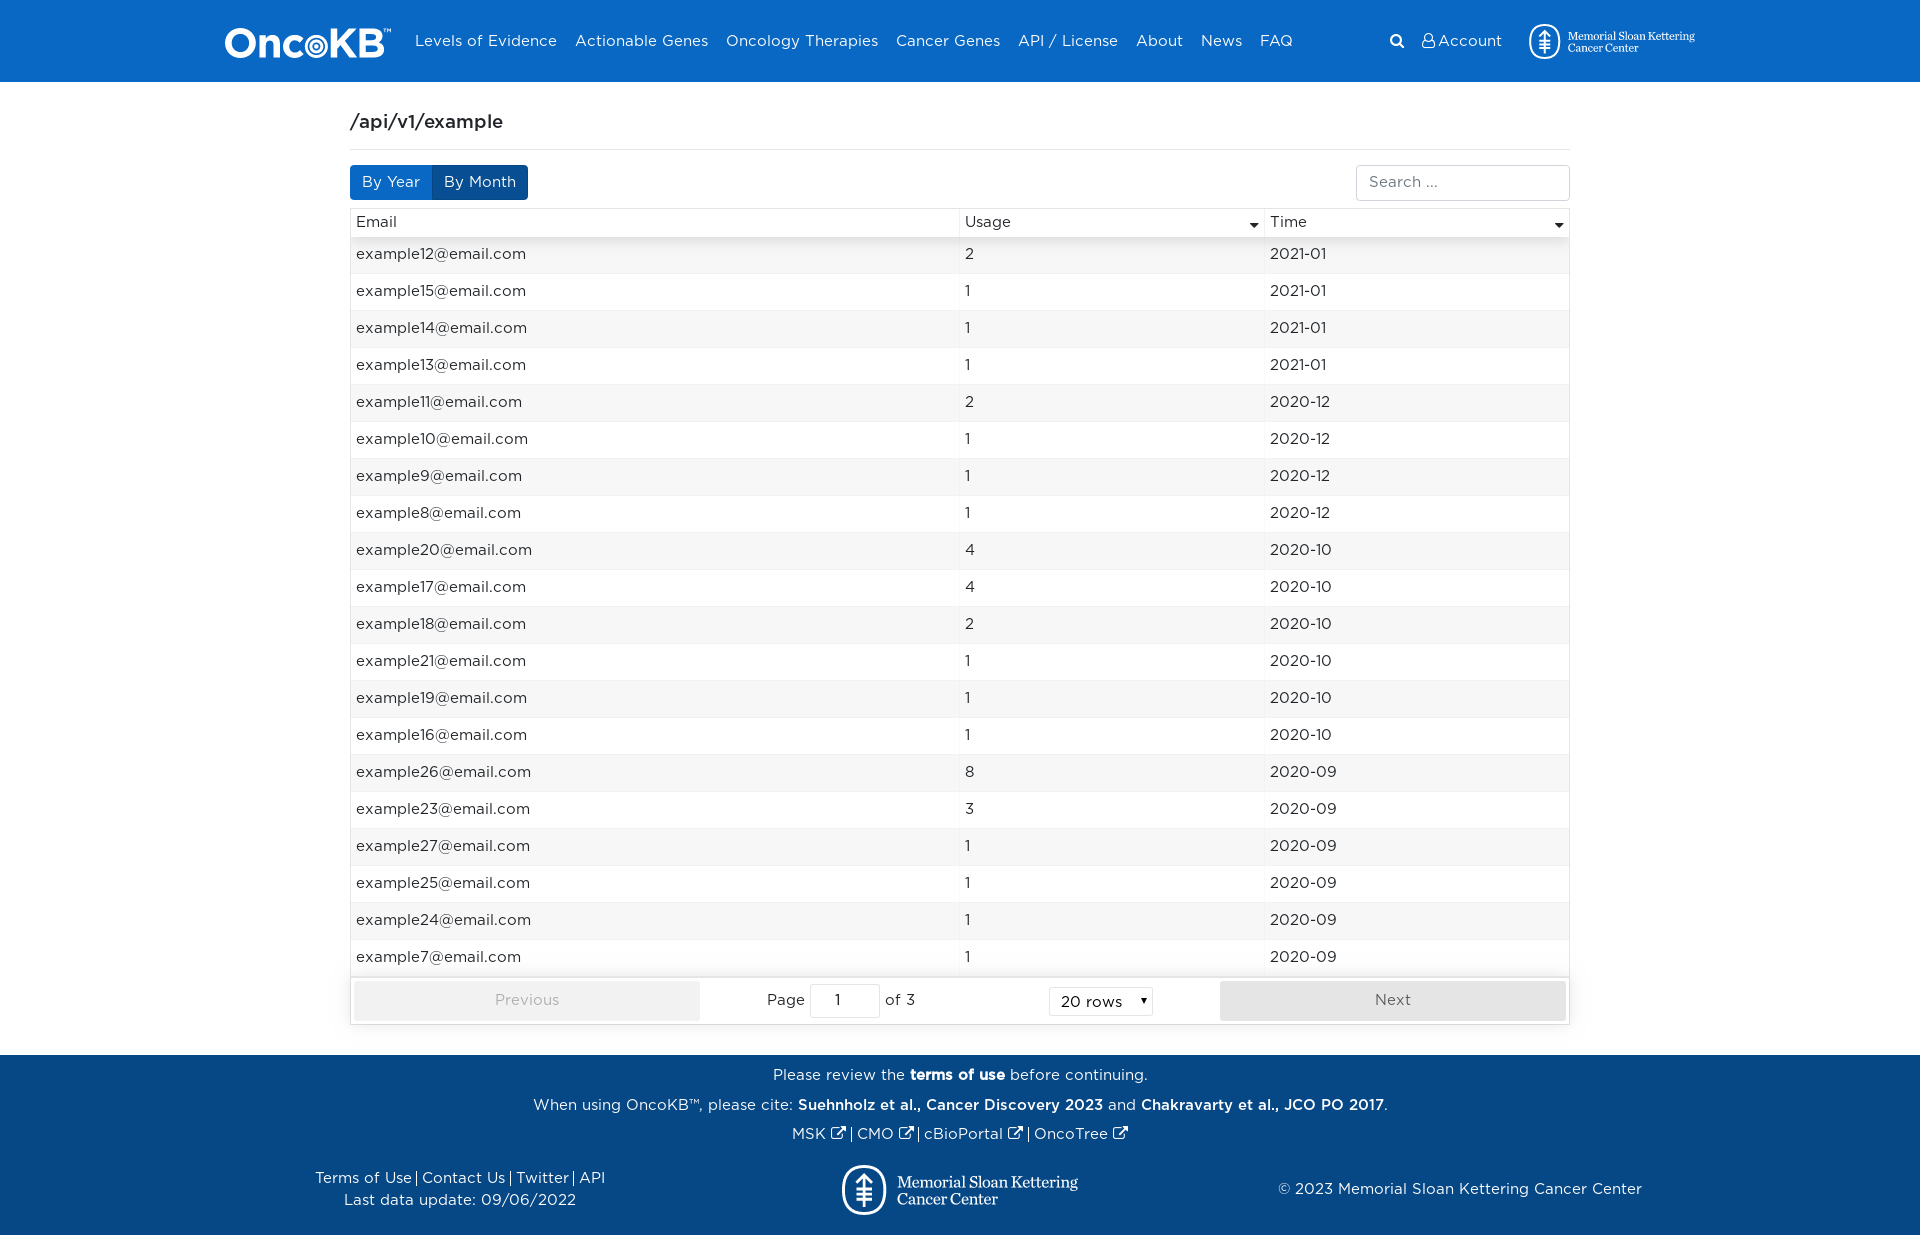 OncoKB™ Levels of Evidence Actionable Genes Oncology Therapies Cancer Genes API / License About News FAQ Account Memorial Sloan Kettering Cancer Center
/api/v1/example
By Year By Month Search ...
Email Usage Time
example12@email.com 2 2021-01
example15@email.com 1 2021-01
example14@email.com 1 2021-01
example13@email.com 1 2021-01
example11@email.com 2 2020-12
example10@email.com 1 2020-12
example9@email.com 1 2020-12
example8@email.com 1 2020-12
example20@email.com 4 2020-10
example17@email.com 4 2020-10
example18@email.com 2 2020-10
example21@email.com 1 2020-10
example19@email.com 1 2020-10
example16@email.com 1 2020-10
example26@email.com 8 2020-09
example23@email.com 3 2020-09
example27@email.com 1 2020-09
example25@email.com 1 2020-09
example24@email.com 1 2020-09
example7@email.com 1 2020-09
Previous Page 1 of 3 20 rows Next
Please review the terms of use before continuing.
When using OncoKB™, please cite: Suehnholz et al., Cancer Discovery 2023 and Chakravarty et al., JCO PO 2017.
MSK | CMO | cBioPortal | OncoTree
Terms of Use | Contact Us | Twitter | API
Last data update: 09/06/2022
Memorial Sloan Kettering
Cancer Center
© 2023 Memorial Sloan Kettering Cancer Center